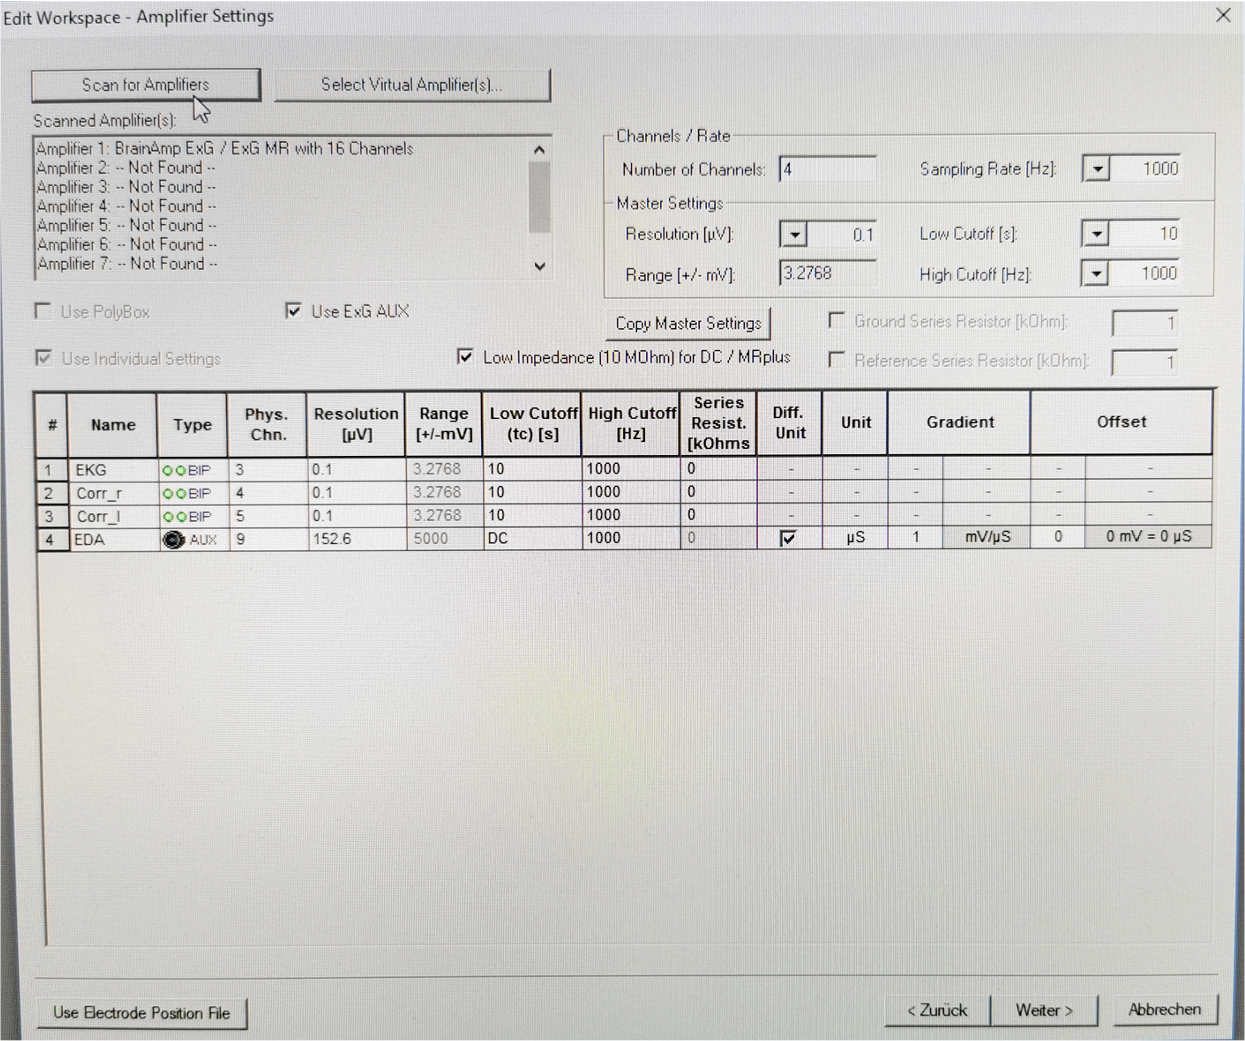 Edit Workspace - Amplifier Settings
Scan for Amplifiers
Select Virtual Amplifier(s)...
Scanned Amplifier(s):
Amplifier 1: BrainAmp ExG / ExG MR with 16 Channels
Amplifier 2: -- Not Found --
Amplifier 3: -- Not Found --
Amplifier 4: -- Not Found --
Amplifier 5: -- Not Found --
Amplifier 6: -- Not Found --
Amplifier 7: -- Not Found --
Channels / Rate
Number of Channels: 4 Sampling Rate [Hz]: 1000
Master Settings
Resolution [µV]: 0.1 Low Cutoff [s]: 10
Range [+/- mV]: 3.2768 High Cutoff [Hz]: 1000
Use PolyBox Use ExG AUX
Copy Master Settings
Ground Series Resistor [kOhm]: 1
Use Individual Settings Low Impedance (10 MOhm) for DC / MRplus
Reference Series Resistor [kOhm]: 1
# Name Type Phys. Chn. Resolution [µV] Range [+/-mV] Low Cutoff (tc) [s] High Cutoff [Hz] Series Resist. [kOhms Diff. Unit Unit Gradient Offset
1 EKG BIP 3 0.1 3.2768 10 1000 0 - - - - - -
2 Corr_r BIP 4 0.1 3.2768 10 1000 0 - - - - - -
3 Corr_l BIP 5 0.1 3.2768 10 1000 0 - - - - - -
4 EDA AUX 9 152.6 5000 DC 1000 0 µS 1 mV/µS 0 0 mV = 0 µS
Use Electrode Position File
< Zurück Weiter > Abbrechen